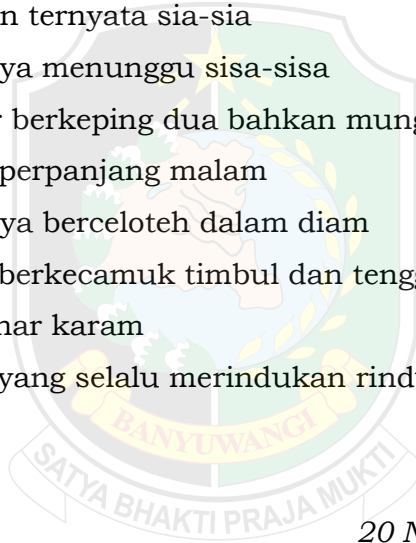 n ternyata sia-sia
ya menunggu sisa-sisa
berkeping dua bahkan mung
perpanjang malam
ya berceloteh dalam diam
berkecamuk timbul dan tengg
nar karam
yang selalu merindukan rind
BANYUWANGI
SATYA BHAKTI PRAJA MUKTI
20